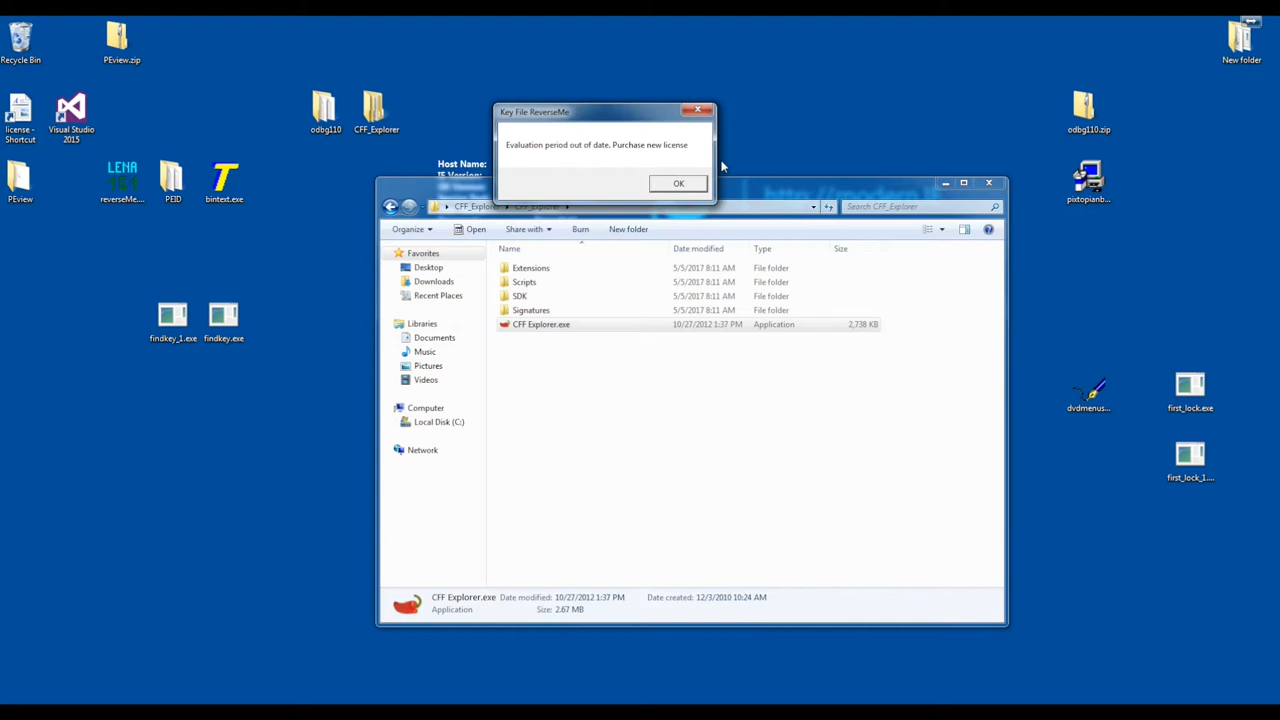 Recycle Bin
PEview.zip
New folder
license -
Shortcut
Visual Studio
2015
odbg110
CFF_Explorer
odbg110.zip
Key File ReverseMe
Evaluation period out of date. Purchase new license
OK
Host Name:
PEview
LENA
151
reverseMe....
PEID
bintext.exe
pixtopianb...
CFF_Explorer
Search CFF_Explorer
Organize
Open
Share with
Burn
New folder
Name
Date modified
Type
Size
Favorites
Desktop
Downloads
Recent Places
Libraries
Documents
Music
Pictures
Videos
Computer
Local Disk (C:)
Network
Extensions 5/5/2017 8:11 AM File folder
Scripts 5/5/2017 8:11 AM File folder
SDK 5/5/2017 8:11 AM File folder
Signatures 5/5/2017 8:11 AM File folder
CFF Explorer.exe 10/27/2012 1:37 PM Application 2,738 KB
findkey_1.exe
findkey.exe
dvdmenus...
first_lock.exe
first_lock_1....
CFF Explorer.exe Date modified: 10/27/2012 1:37 PM Date created: 12/3/2010 10:24 AM
Application Size: 2.67 MB